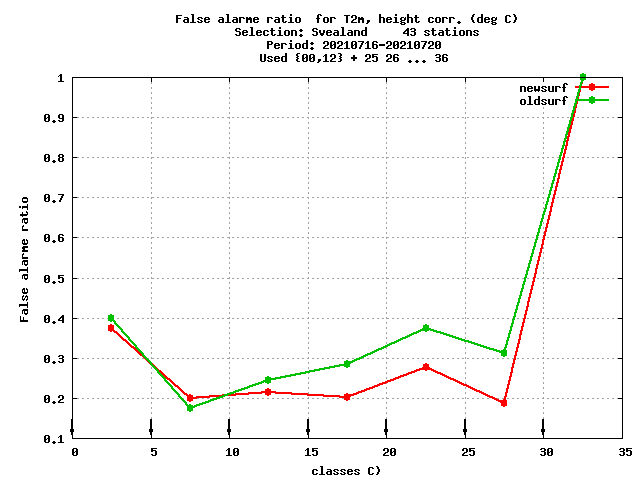 False alarme ratio  for T2m, height corr. (deg C)
Selection: Svealand     43 stations
Period: 20210716-20210720
Used {00,12} + 25 26 ... 36
newsurf
oldsurf
1
0,9
0,8
0,7
0,6
0,5
0,4
0,3
0,2
0,1
False alarme ratio
0 5 10 15 20 25 30 35
classes C)